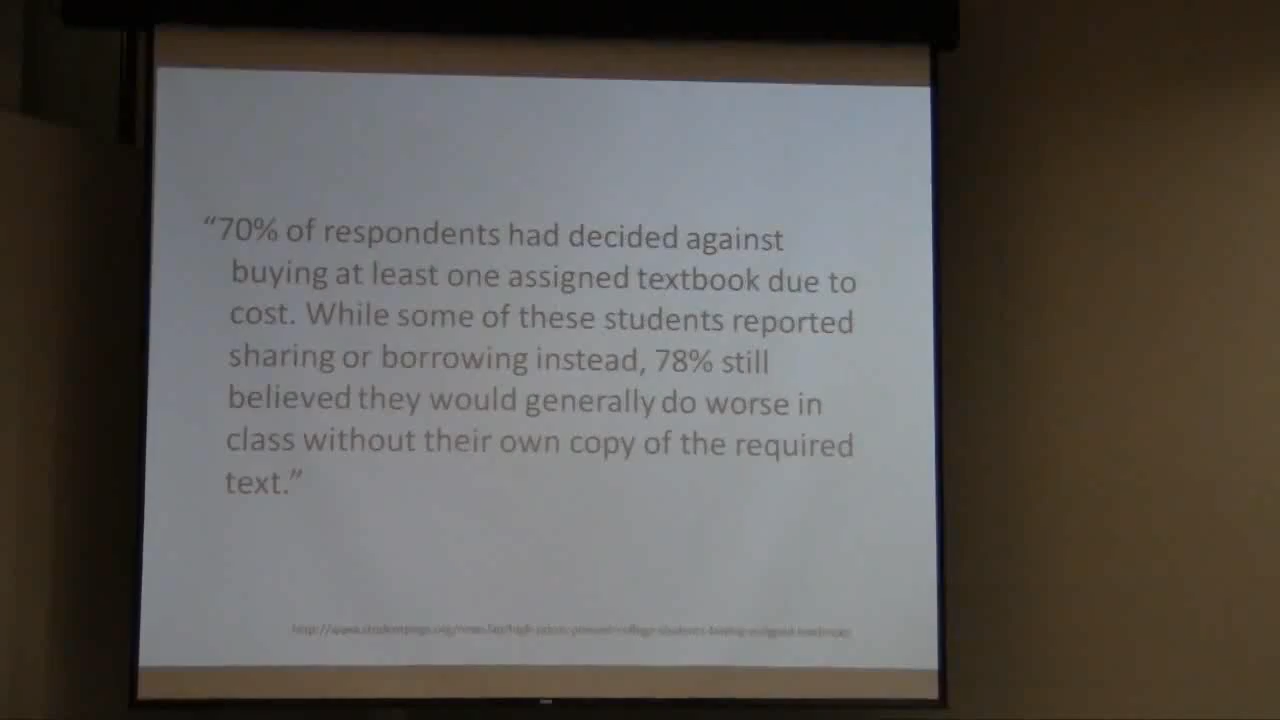 “70% of respondents had decided against
buying at least one assigned textbook due to
cost. While some of these students reported
sharing or borrowing instead, 78% still
believed they would generally do worse in
class without their own copy of the required
text.”